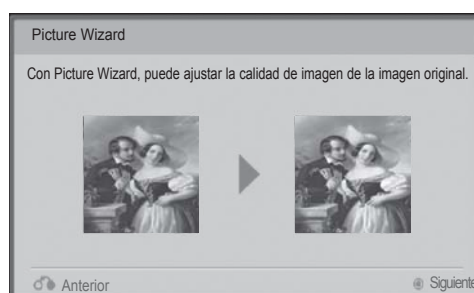 Picture Wizard
Con Picture Wizard, puede ajustar la calidad de imagen de la imagen original.
Anterior
Siguiente